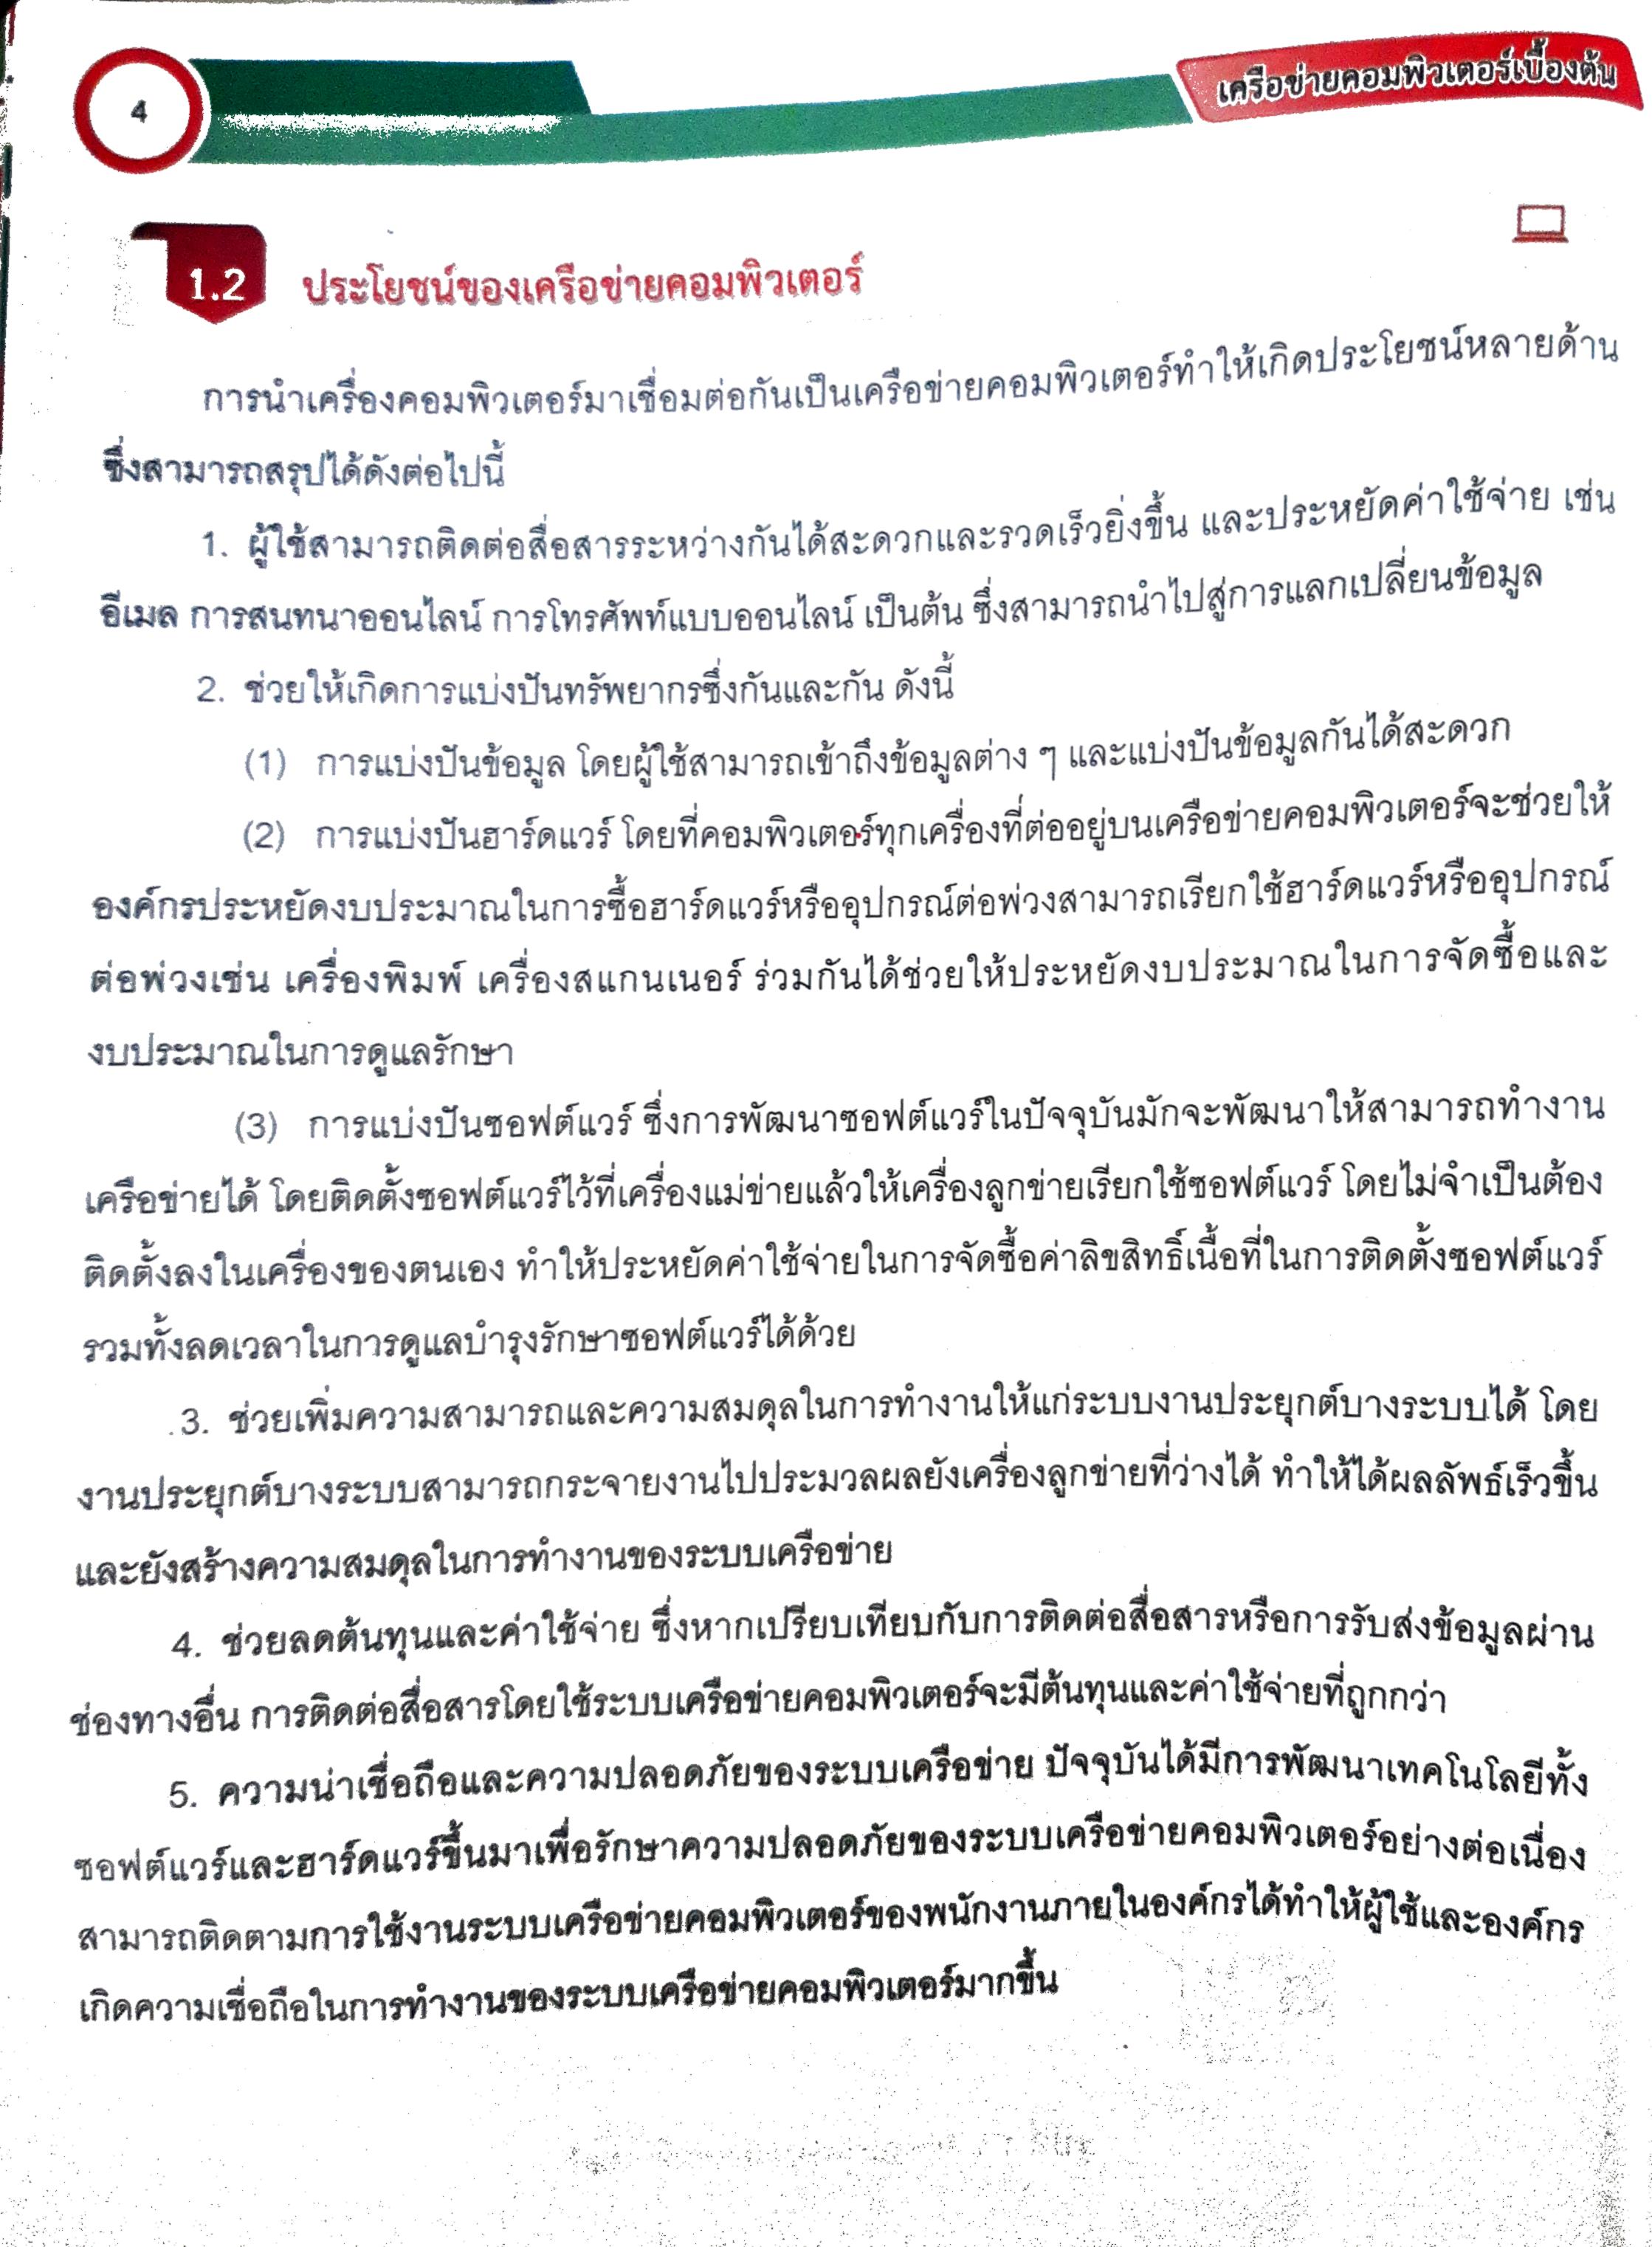 4
เครือข่ายคอมพิวเตอร์เบื้องต้น
1.2 ประโยชน์ของเครือข่ายคอมพิวเตอร์
การนำเครื่องคอมพิวเตอร์มาเชื่อมต่อกันเป็นเครือข่ายคอมพิวเตอร์ทำให้เกิดประโยชน์หลายด้าน
ซึ่งสามารถสรุปได้ดังต่อไปนี้
1. ผู้ใช้สามารถติดต่อสื่อสารระหว่างกันได้สะดวกและรวดเร็วยิ่งขึ้น และประหยัดค่าใช้จ่าย เช่น
อีเมล การสนทนาออนไลน์ การโทรศัพท์แบบออนไลน์ เป็นต้น ซึ่งสามารถนำไปสู่การแลกเปลี่ยนข้อมูล
2. ช่วยให้เกิดการแบ่งปันทรัพยากรซึ่งกันและกัน ดังนี้
(1) การแบ่งปันข้อมูล โดยผู้ใช้สามารถเข้าถึงข้อมูลต่าง ๆ และแบ่งปันข้อมูลกันได้สะดวก
(2) การแบ่งปันฮาร์ดแวร์ โดยที่คอมพิวเตอร์ทุกเครื่องที่ต่ออยู่บนเครือข่ายคอมพิวเตอร์จะช่วยให้
องค์กรประหยัดงบประมาณในการซื้อฮาร์ดแวร์หรืออุปกรณ์ต่อพ่วงสามารถเรียกใช้ฮาร์ดแวร์หรืออุปกรณ์
ต่อพ่วงเช่น เครื่องพิมพ์ เครื่องสแกนเนอร์ ร่วมกันได้ช่วยให้ประหยัดงบประมาณในการจัดซื้อและ
งบประมาณในการดูแลรักษา
(3) การแบ่งปันซอฟต์แวร์ ซึ่งการพัฒนาซอฟต์แวร์ในปัจจุบันมักจะพัฒนาให้สามารถทำงาน
เครือข่ายได้ โดยติดตั้งซอฟต์แวร์ไว้ที่เครื่องแม่ข่ายแล้วให้เครื่องลูกข่ายเรียกใช้ซอฟต์แวร์ โดยไม่จำเป็นต้อง
ติดตั้งลงในเครื่องของตนเอง ทำให้ประหยัดค่าใช้จ่ายในการจัดซื้อค่าลิขสิทธิ์เนื้อที่ในการติดตั้งซอฟต์แวร์
รวมทั้งลดเวลาในการดูแลบำรุงรักษาซอฟต์แวร์ได้ด้วย
3. ช่วยเพิ่มความสามารถและความสมดุลในการทำงานให้แก่ระบบงานประยุกต์บางระบบได้ โดย
งานประยุกต์บางระบบสามารถกระจายงานไปประมวลผลยังเครื่องลูกข่ายที่ว่างได้ ทำให้ได้ผลลัพธ์เร็วขึ้น
และยังสร้างความสมดุลในการทำงานของระบบเครือข่าย
4. ช่วยลดต้นทุนและค่าใช้จ่าย ซึ่งหากเปรียบเทียบกับการติดต่อสื่อสารหรือการรับส่งข้อมูลผ่าน
ช่องทางอื่น การติดต่อสื่อสารโดยใช้ระบบเครือข่ายคอมพิวเตอร์จะมีต้นทุนและค่าใช้จ่ายที่ถูกกว่า
5. ความน่าเชื่อถือและความปลอดภัยของระบบเครือข่าย ปัจจุบันได้มีการพัฒนาเทคโนโลยีทั้ง
ซอฟต์แวร์และฮาร์ดแวร์ขึ้นมาเพื่อรักษาความปลอดภัยของระบบเครือข่ายคอมพิวเตอร์อย่างต่อเนื่อง
สามารถติดตามการใช้งานระบบเครือข่ายคอมพิวเตอร์ของพนักงานภายในองค์กรได้ทำให้ผู้ใช้และองค์กร
เกิดความเชื่อถือในการทำงานของระบบเครือข่ายคอมพิวเตอร์มากขึ้น